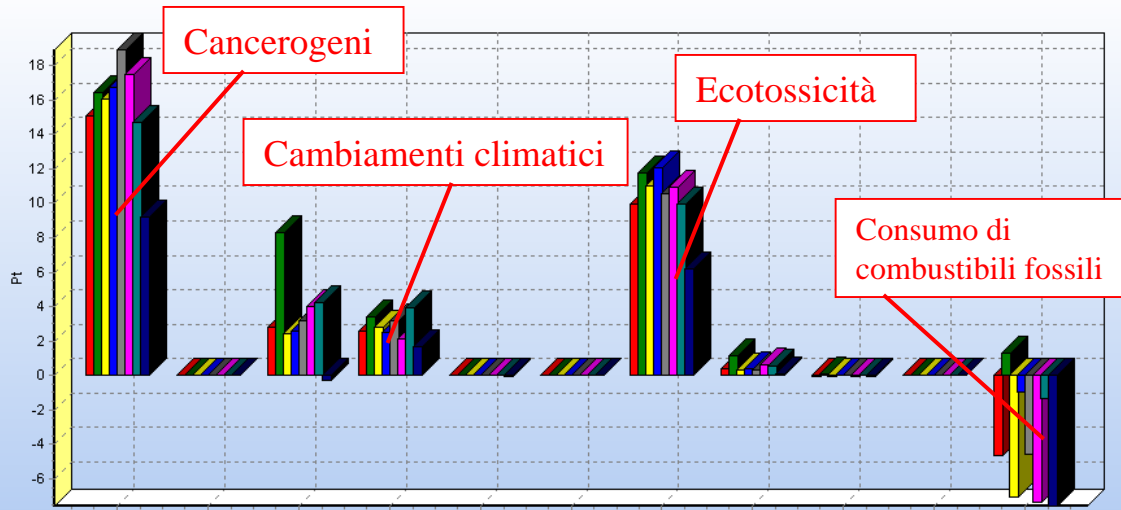 Cancerogeni
Ecotossicità
Cambiamenti climatici
Consumo di
combustibili fossili
Pt
18
16
14
12
10
8
6
4
2
0
-2
-4
-6